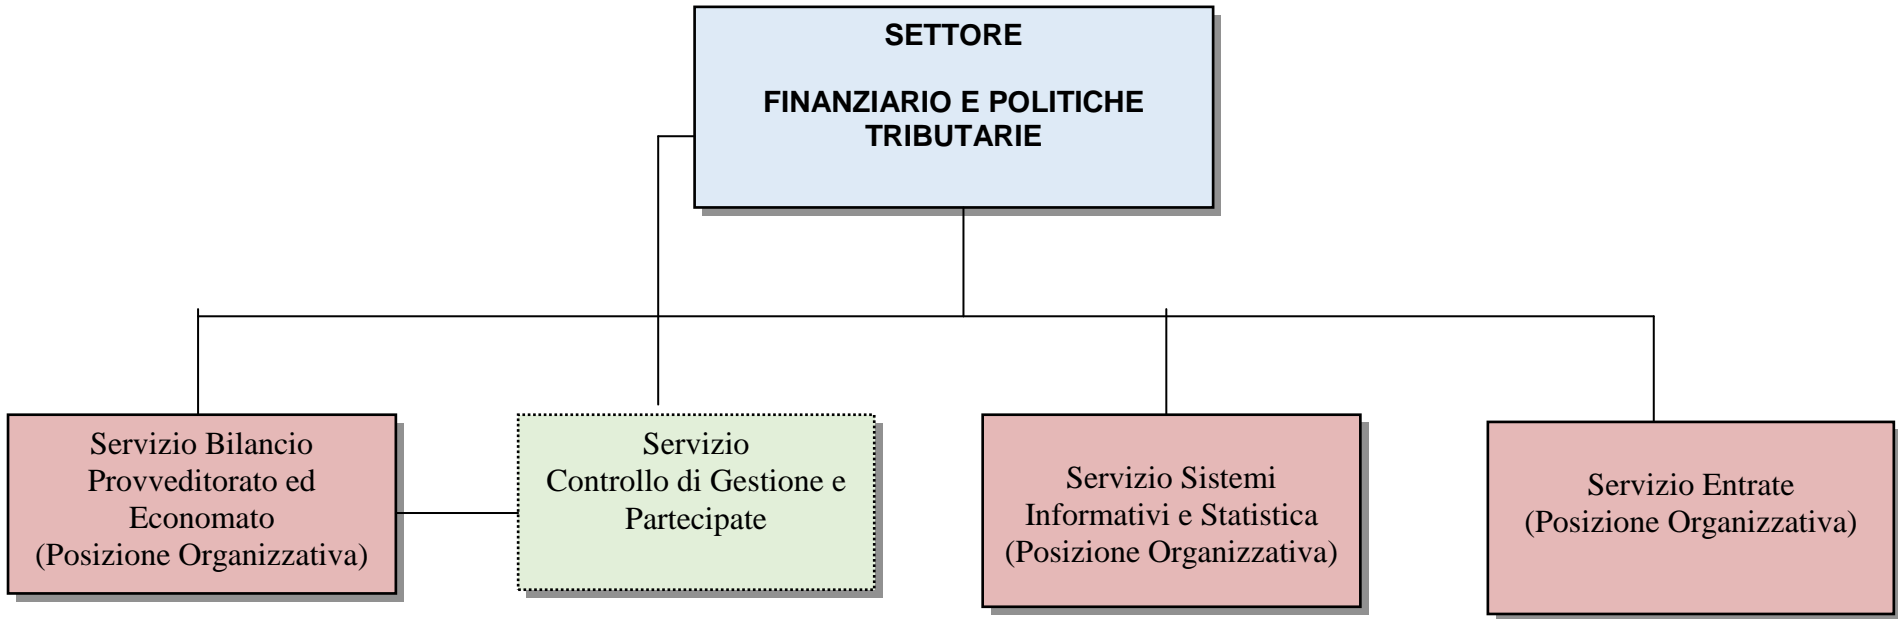 SETTORE
FINANZIARIO E POLITICHE
TRIBUTARIE
Servizio Bilancio
Provveditorato ed
Economato
(Posizione Organizzativa)
Servizio
Controllo di Gestione e
Partecipate
Servizio Sistemi
Informativi e Statistica
(Posizione Organizzativa)
Servizio Entrate
(Posizione Organizzativa)